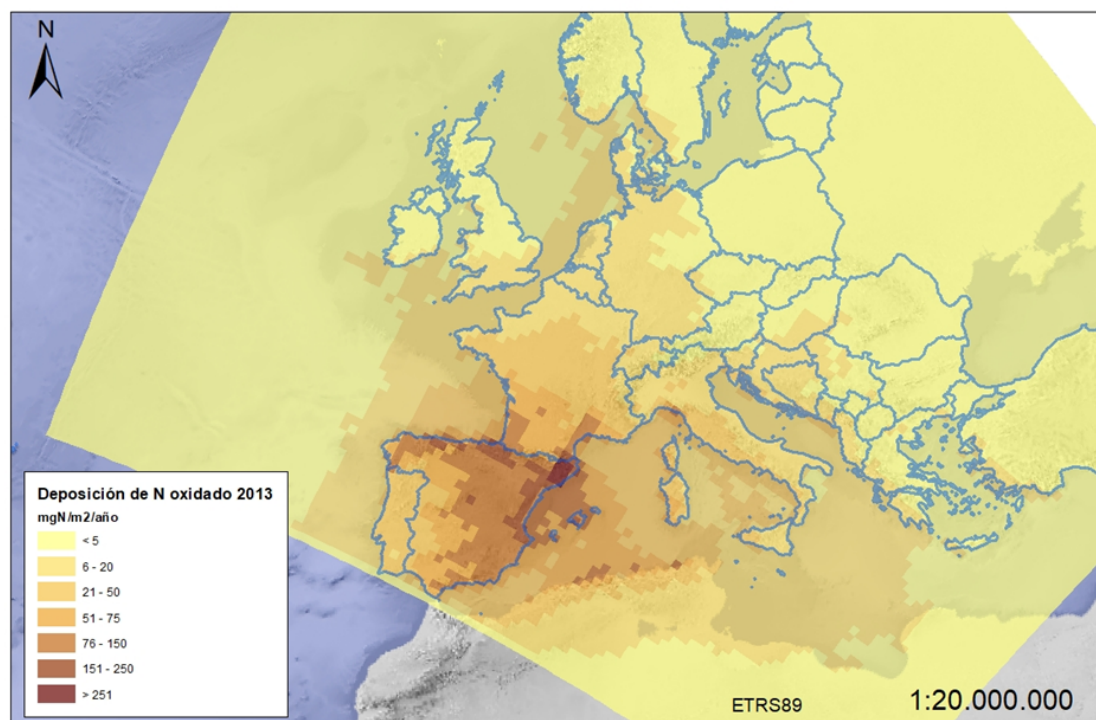 N
Deposición de N oxidado 2013
mgN/m2/año
< 5
6 - 20
21 - 50
51 - 75
76 - 150
151 - 250
> 251
ETRS89
1:20.000.000